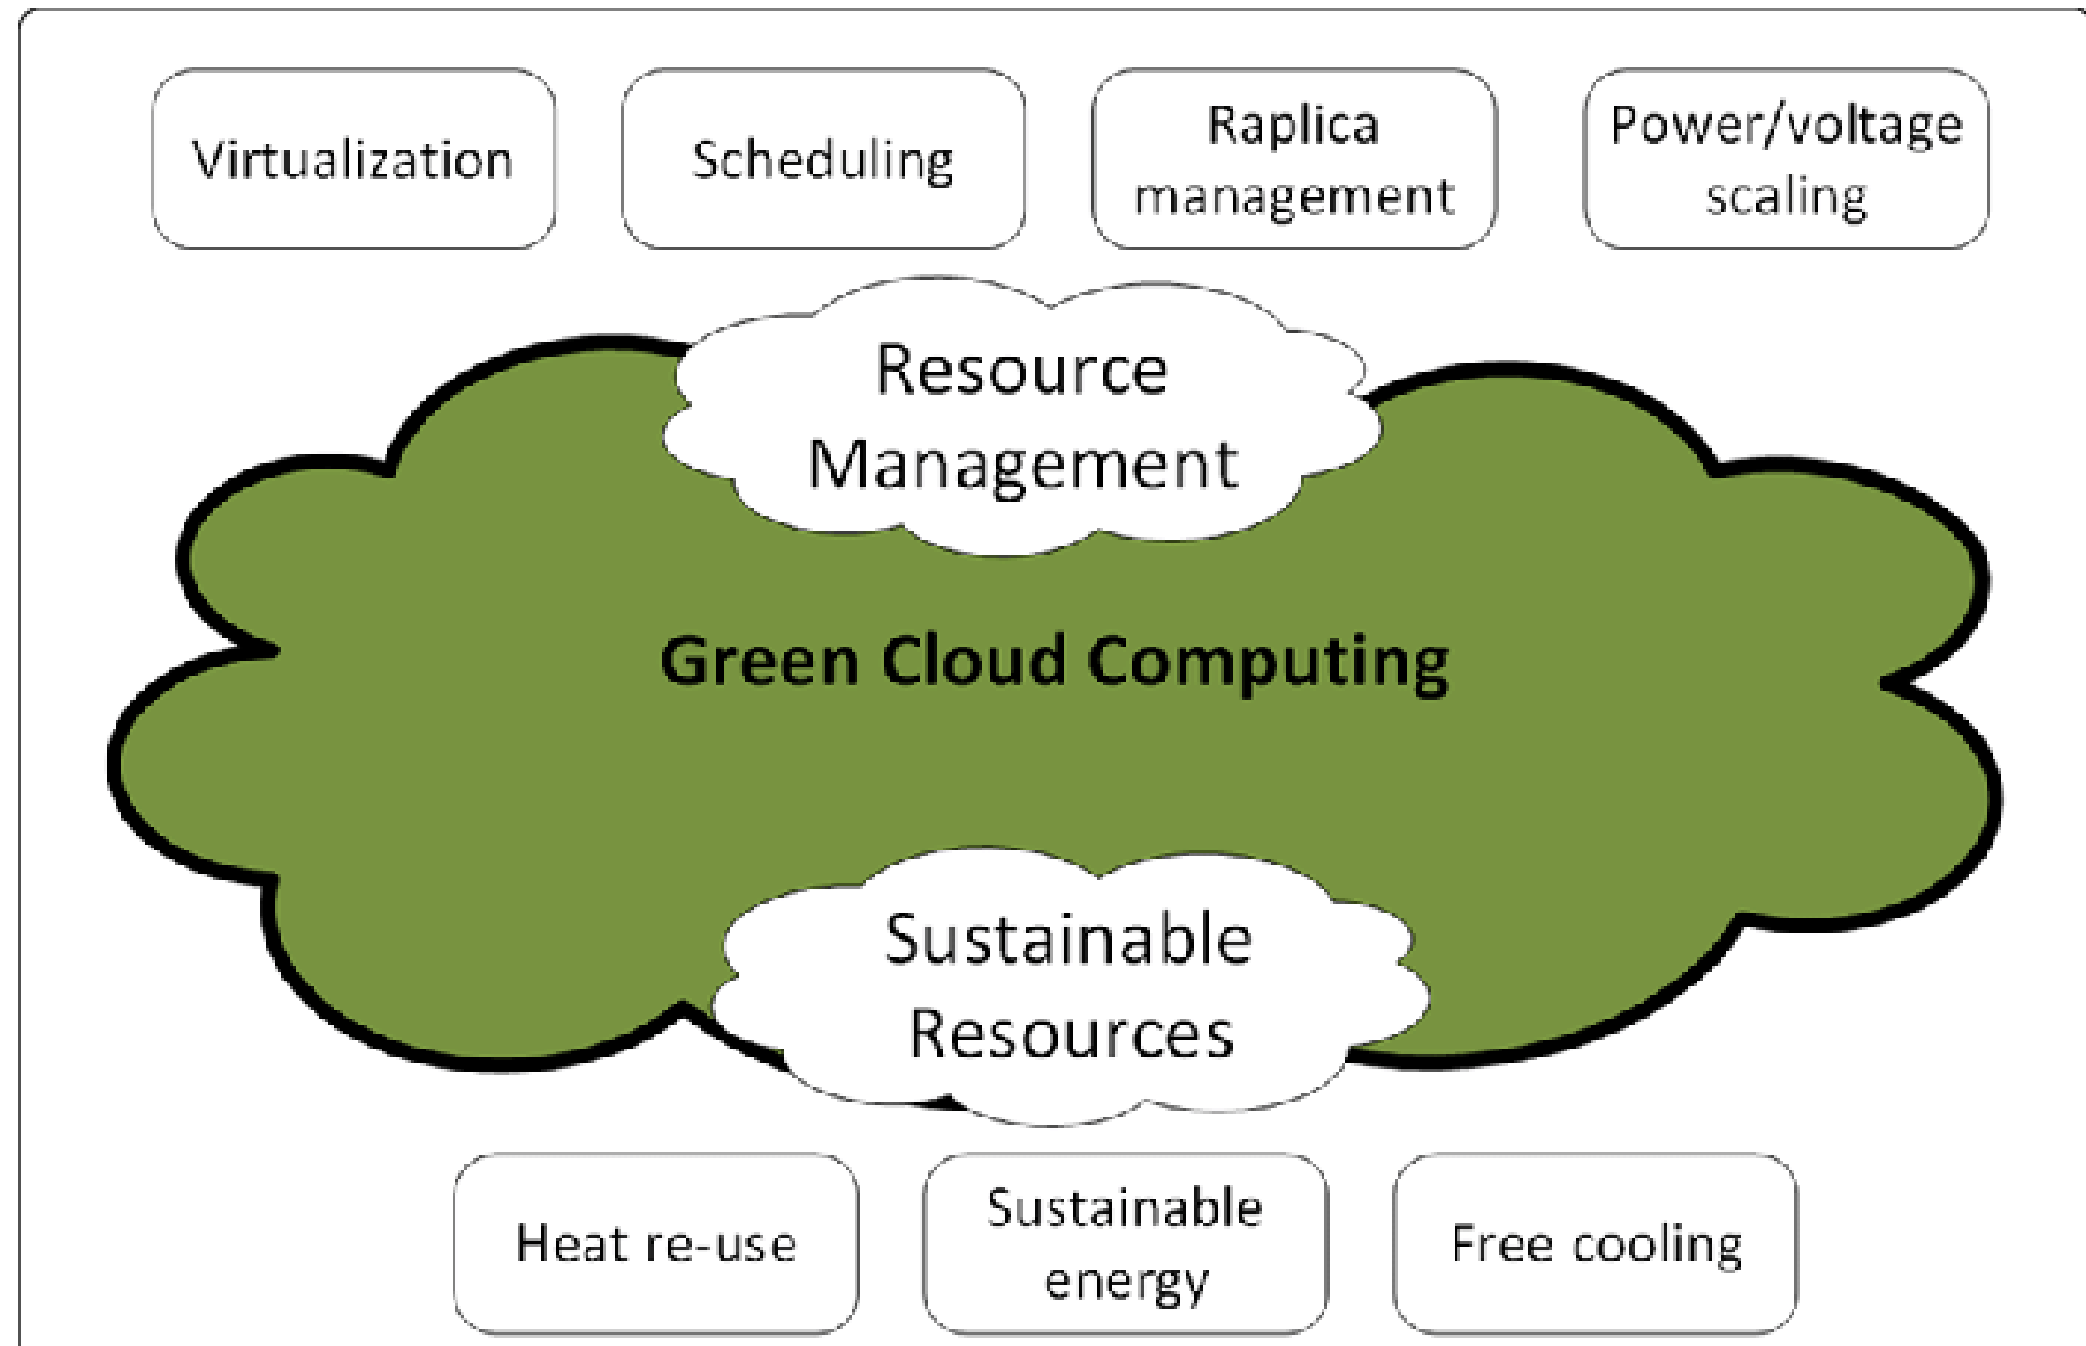 Virtualization
Scheduling
Raplica
management
Power/voltage
scaling
Resource
Management
Green Cloud Computing
Sustainable
Resources
Heat re-use
Sustainable
energy
Free cooling